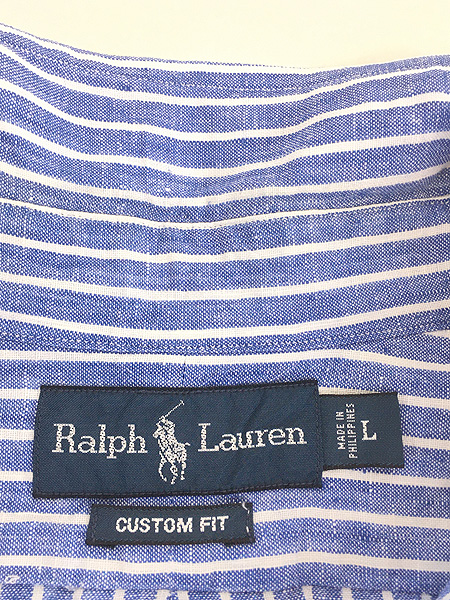 Ralph Lauren
MADE IN
PHILIPPINES
L
CUSTOM FIT